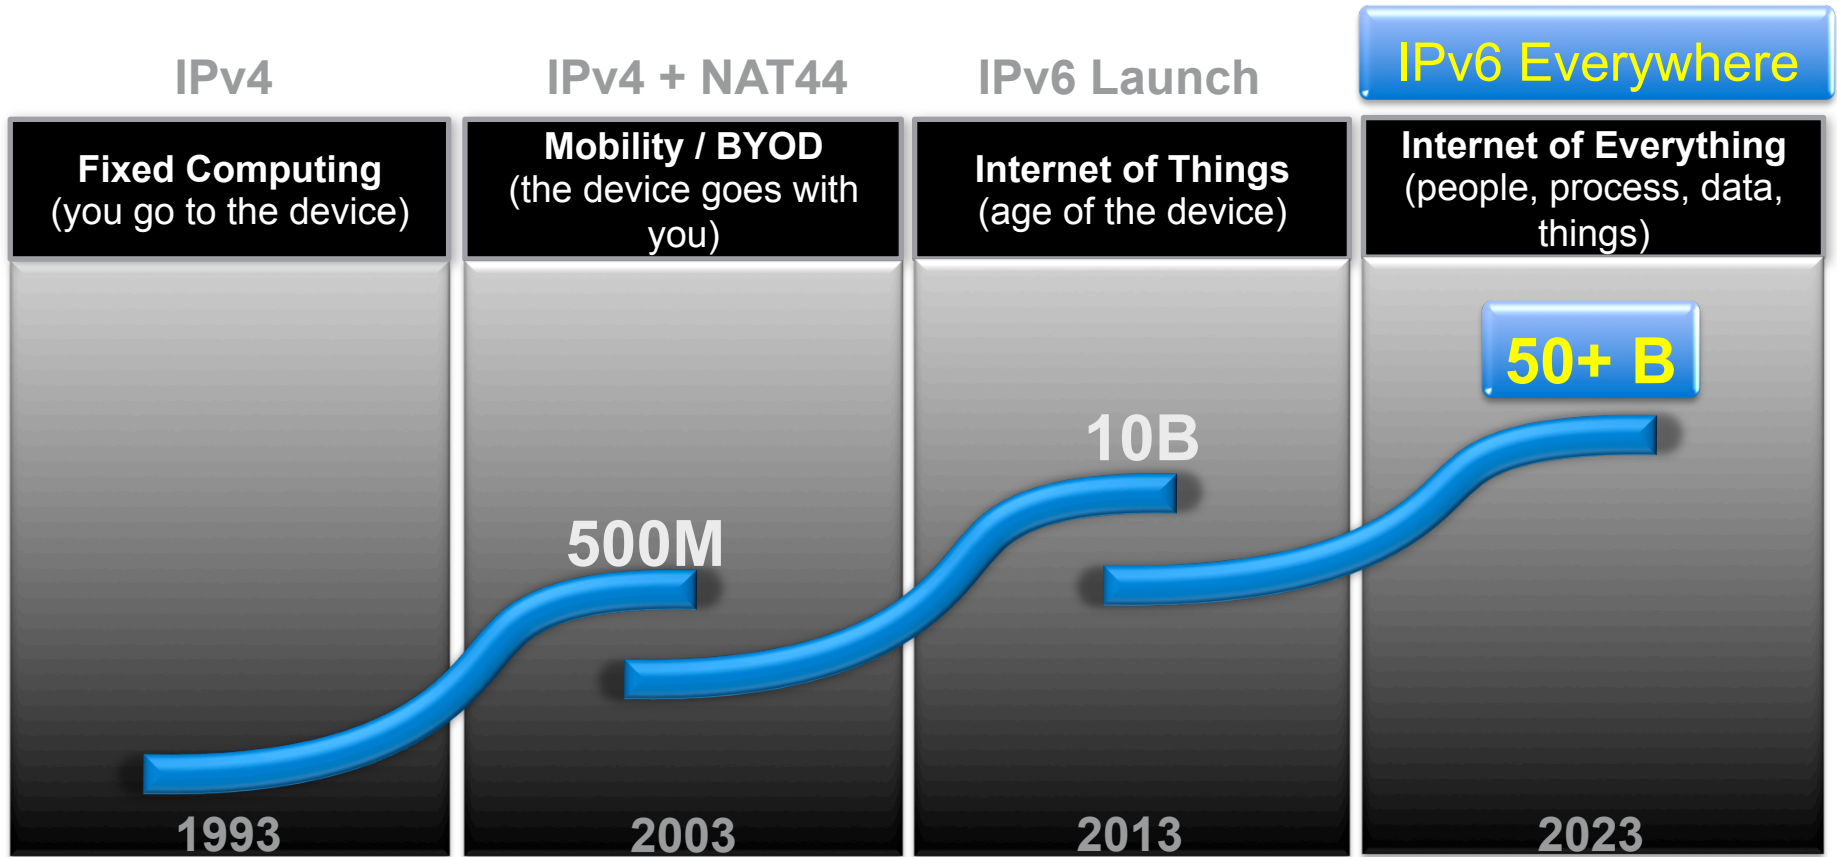 IPv4
IPv4 + NAT44
IPv6 Launch
IPv6 Everywhere
Fixed Computing
(you go to the device)
Mobility / BYOD
(the device goes with
you)
Internet of Things
(age of the device)
Internet of Everything
(people, process, data,
things)
500M
10B
50+ B
1993
2003
2013
2023